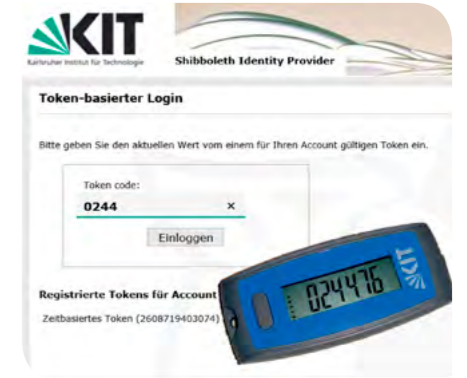 KIT
Karlsruher Institut für Technologie
Shibboleth Identity Provider
Token-basierter Login
Bitte geben Sie den aktuellen Wert vom einem für Ihren Account gültigen Token ein.
Token code:
0244 ×
Einloggen
Registrierte Tokens für Account
Zeitbasiertes Token (2608719403074)
024476
KIT